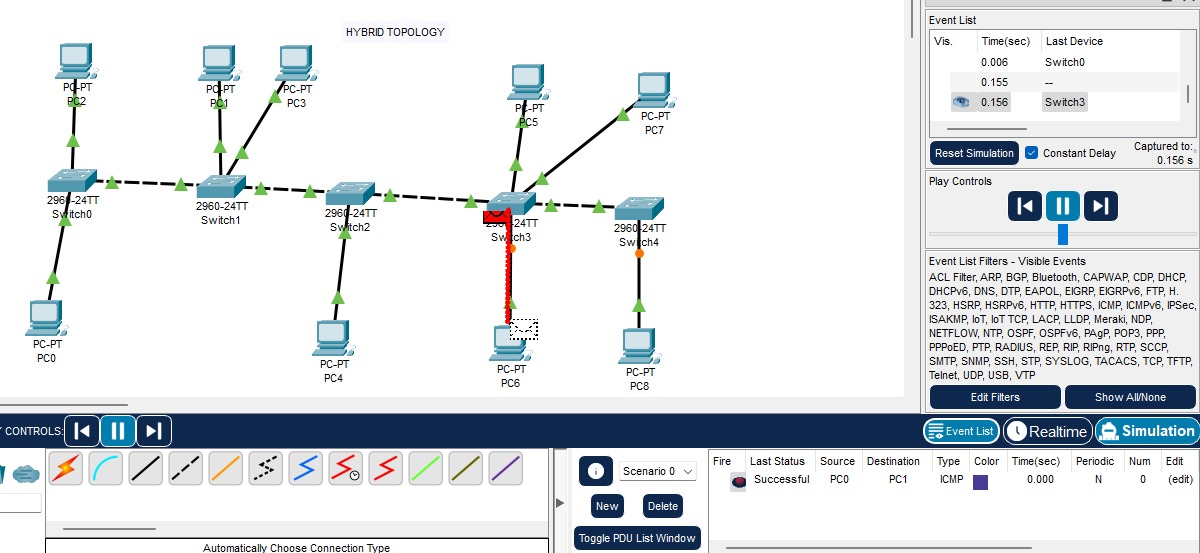 HYBRID TOPOLOGY
PC-PT
PC2
PC-PT
PC1
PC-PT
PC3
PC-PT
PC5
PC-PT
PC7
2960-24TT
Switch0
2960-24TT
Switch1
2960-24TT
Switch2
2960-24TT
Switch3
2960-24TT
Switch4
PC-PT
PC0
PC-PT
PC4
PC-PT
PC6
PC-PT
PC8
Event List
Vis. Time(sec) Last Device
0.006 Switch0
0.155 --
0.156 Switch3
Reset Simulation Constant Delay Captured to:
0.156 s
Play Controls
Event List Filters - Visible Events
ACL Filter, ARP, BGP, Bluetooth, CAPWAP, CDP, DHCP,
DHCPv6, DNS, DTP, EAPOL, EIGRP, EIGRPv6, FTP, H.
323, HSRP, HSRPv6, HTTP, HTTPS, ICMP, ICMPv6, IPSec,
ISAKMP, IoT, IoT TCP, LACP, LLDP, Meraki, NDP,
NETFLOW, NTP, OSPF, OSPFv6, PAgP, POP3, PPP,
PPPoED, PTP, RADIUS, REP, RIP, RIPng, RTP, SCCP,
SMTP, SNMP, SSH, STP, SYSLOG, TACACS, TCP, TFTP,
Telnet, UDP, USB, VTP
Edit Filters Show All/None
CONTROLS:
Event List Realtime Simulation
Automatically Choose Connection Type
Scenario 0
New Delete
Toggle PDU List Window
Fire Last Status Source Destination Type Color Time(sec) Periodic Num Edit
Successful PC0 PC1 ICMP 0.000 N 0 (edit)